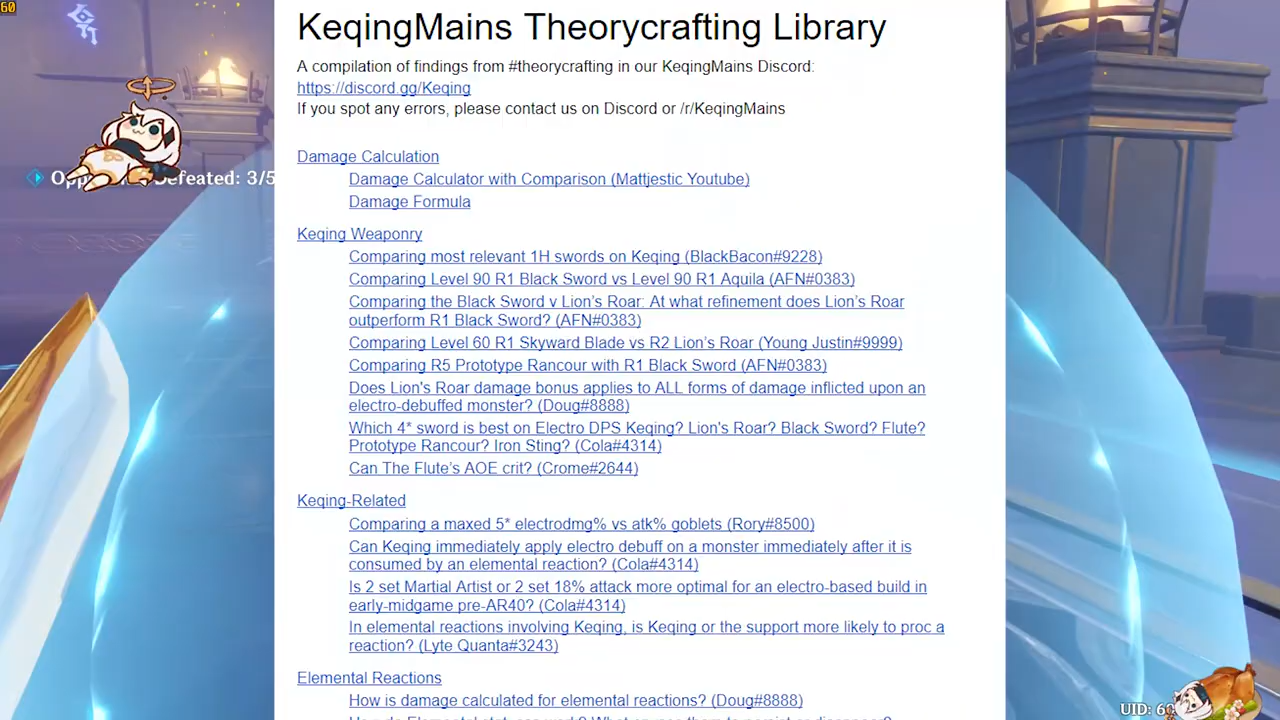 60
KeqingMains Theorycrafting Library
A compilation of findings from #theorycrafting in our KeqingMains Discord:
https://discord.gg/Keqing
If you spot any errors, please contact us on Discord or /r/KeqingMains
Damage Calculation
Damage Calculator with Comparison (Mattjestic Youtube)
Defeated: 3/5
Damage Formula
Keqing Weaponry
Comparing most relevant 1H swords on Keqing (BlackBacon#9228)
Comparing Level 90 R1 Black Sword vs Level 90 R1 Aquila (AFN#0383)
Comparing the Black Sword v Lion's Roar: At what refinement does Lion's Roar
outperform R1 Black Sword? (AFN#0383)
Comparing Level 60 R1 Skyward Blade vs R2 Lion's Roar (Young Justin#9999)
Comparing R5 Prototype Rancour with R1 Black Sword (AFN#0383)
Does Lion's Roar damage bonus applies to ALL forms of damage inflicted upon an
electro-debuffed monster? (Doug#8888)
Which 4* sword is best on Electro DPS Keqing? Lion's Roar? Black Sword? Flute?
Prototype Rancour? Iron Sting? (Cola#4314)
Can The Flute's AOE crit? (Crome#2644)
Keqing-Related
Comparing a maxed 5* electrodmg% vs atk% goblets (Rory#8500)
Can Keqing immediately apply electro debuff on a monster immediately after it is
consumed by an elemental reaction? (Cola#4314)
Is 2 set Martial Artist or 2 set 18% attack more optimal for an electro-based build in
early-midgame pre-AR40? (Cola#4314)
In elemental reactions involving Keqing, is Keqing or the support more likely to proc a
reaction? (Lyte Quanta#3243)
Elemental Reactions
How is damage calculated for elemental reactions? (Doug#8888)
UID: